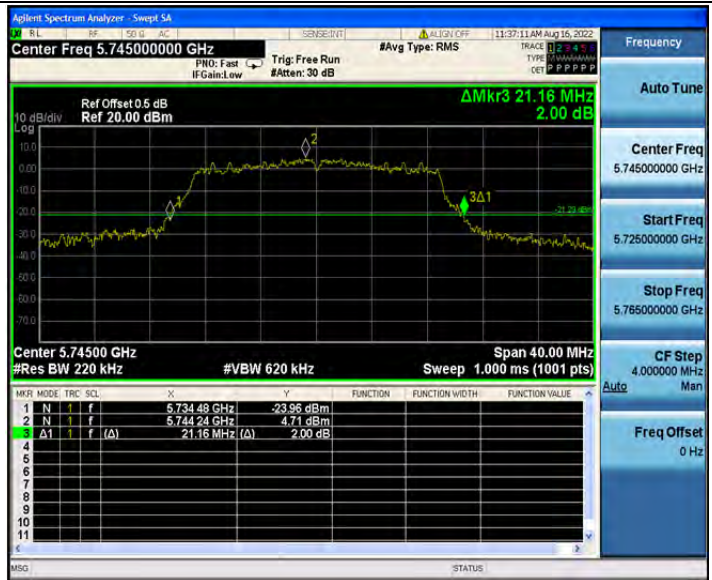 Agilent Spectrum Analyzer - Swept SA
RL RF 50 Ω AC SENSE:INT ALIGN OFF 11:37:11 AM Aug 16, 2022
Center Freq 5.745000000 GHz #Avg Type: RMS TRACE 1 2 3 4 5 6
PNO: Fast Trig: Free Run TYPE
IFGain:Low #Atten: 30 dB DET P P P P P P
Frequency
Auto Tune
Center Freq
5.745000000 GHz
Start Freq
5.725000000 GHz
Stop Freq
5.765000000 GHz
CF Step
4.000000 MHz
Auto Man
Freq Offset
0 Hz
ΔMkr3 21.16 MHz
2.00 dB
Ref Offset 0.5 dB
10 dB/div Ref 20.00 dBm
Log
10.0
0.00
-10.0
-20.0
-30.0
-40.0
-50.0
-60.0
-70.0
1
2
3Δ1
Center 5.74500 GHz Span 40.00 MHz
#Res BW 220 kHz #VBW 620 kHz Sweep 1.000 ms (1001 pts)
MKR MODE TRC SCL X Y FUNCTION FUNCTION WIDTH FUNCTION VALUE
1 N 1 f 5.734 48 GHz -23.96 dBm
2 N 1 f 5.744 24 GHz 4.71 dBm
3 Δ1 1 f (Δ) 21.16 MHz (Δ) 2.00 dB
4
5
6
7
8
9
10
11
MSG STATUS